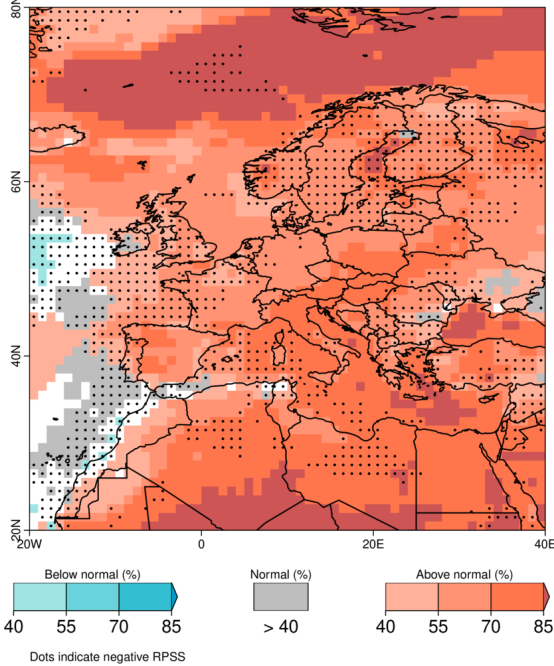 80N
60N
40N
20N
20W 0 20E 40E
Below normal (%) Normal (%) Above normal (%)
40 55 70 85 > 40 40 55 70 85
Dots indicate negative RPSS